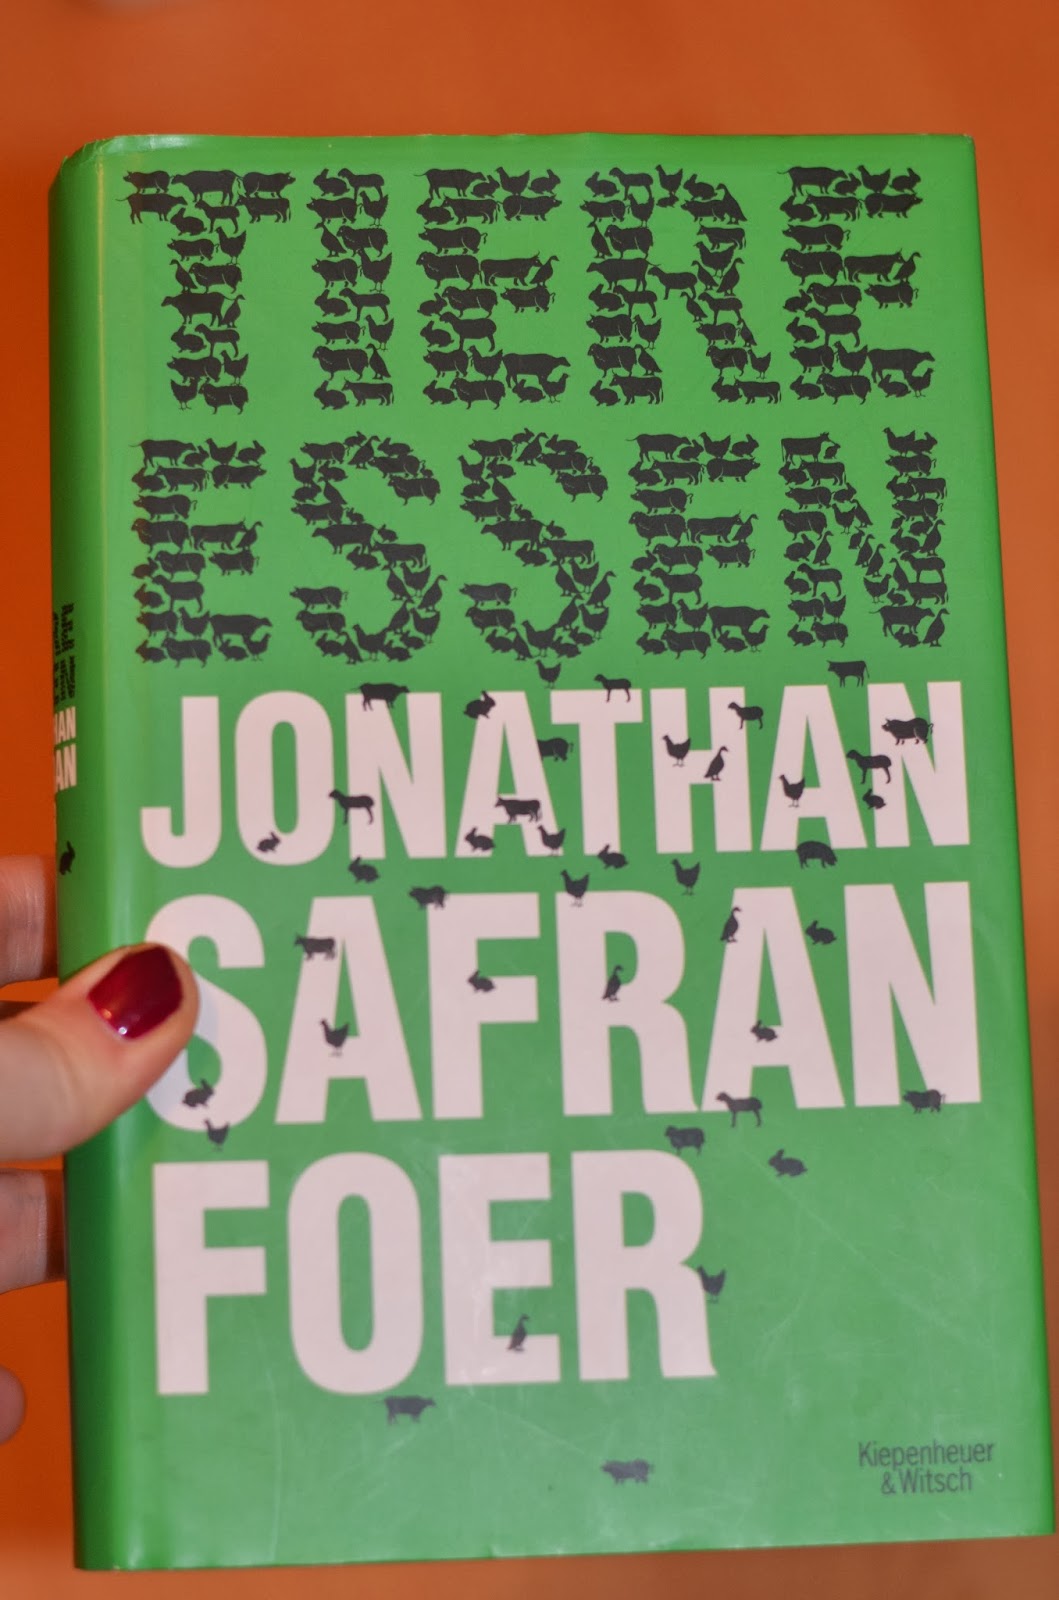 TIERE
ESSEN
JONATHAN
SAFRAN
FOER
Kiepenheuer
& Witsch